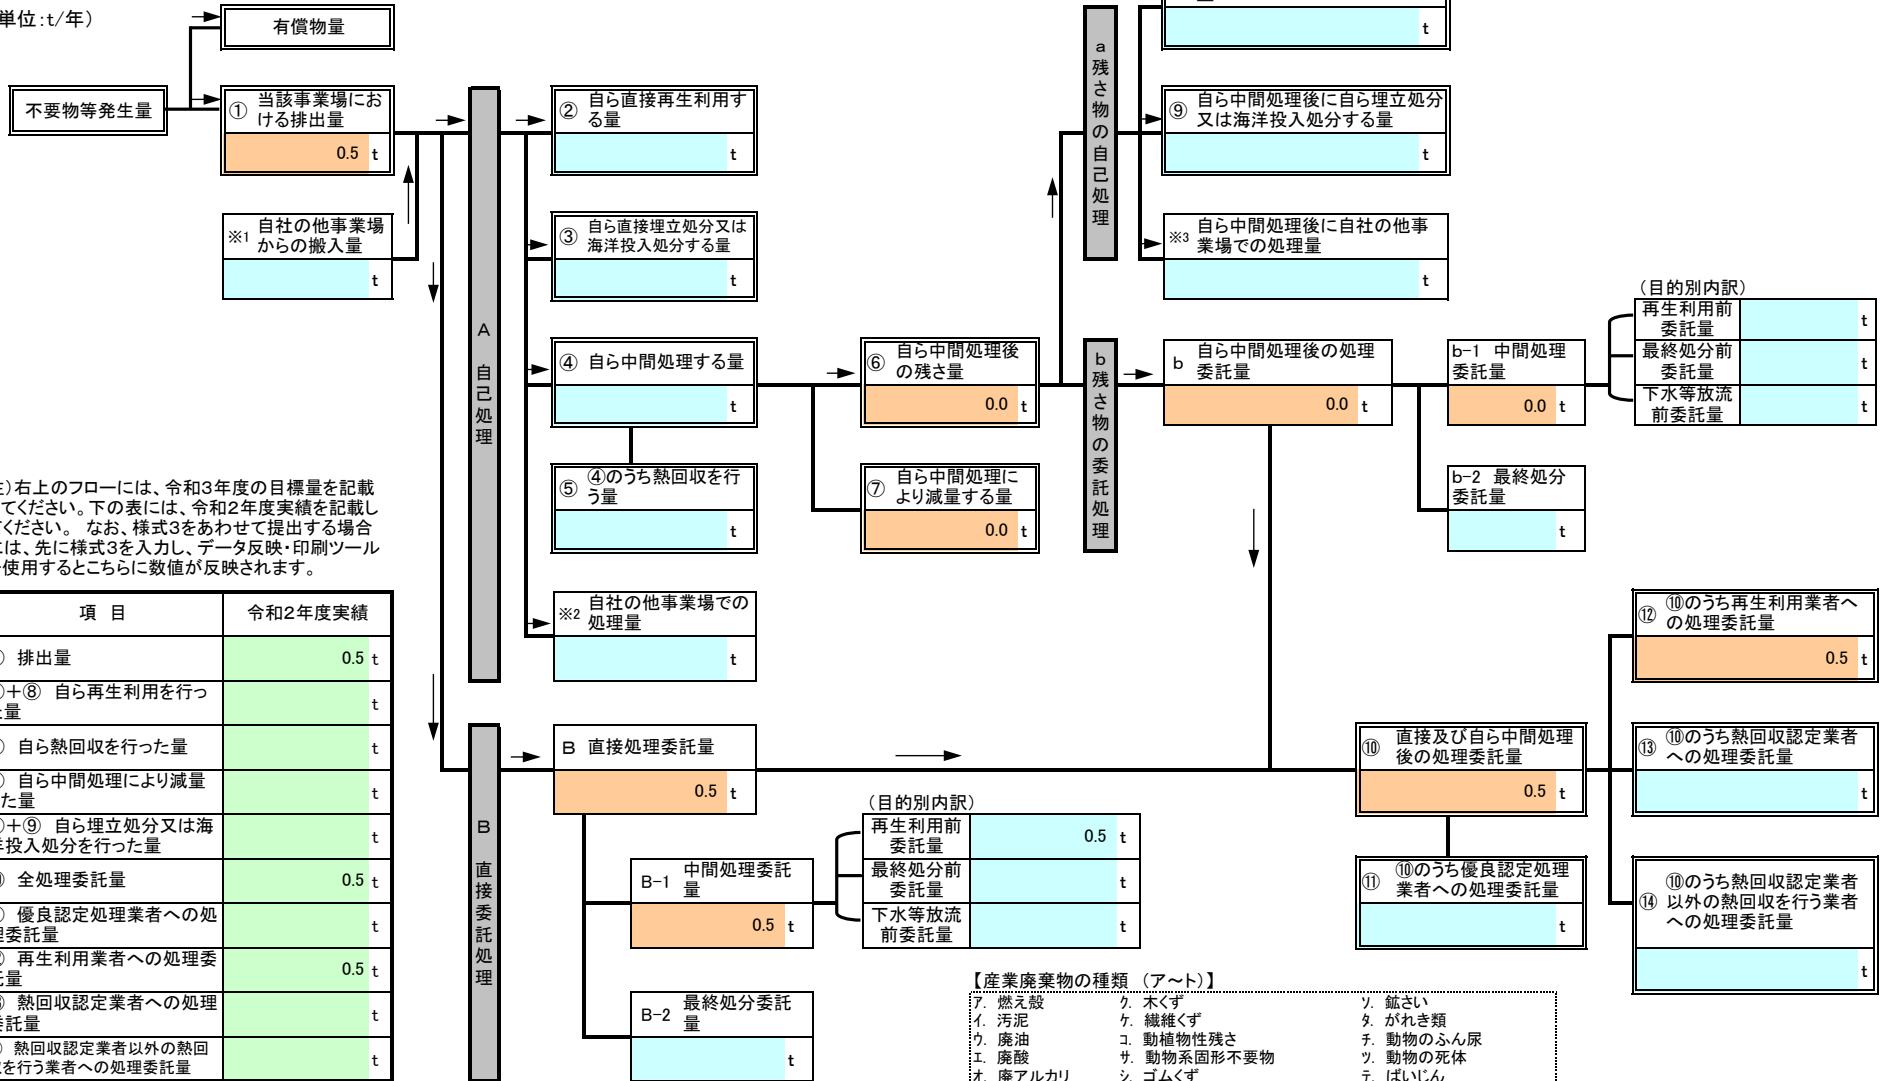 単位:t/年)
有償物量
不要物等発生量
① 当該事業場にお
ける排出量
0.5 t
※1 自社の他事業場
からの搬入量
t
A 自己処理
② 自ら直接再生利用す
る量
t
③ 自ら直接埋立処分又は
海洋投入処分する量
t
④ 自ら中間処理する量
t
⑤ ④のうち熱回収を行
う量
t
※2 自社の他事業場での
処理量
t
⑥ 自ら中間処理後
の残さ量
0.0 t
⑦ 自ら中間処理に
より減量する量
0.0 t
a 残さ物の自己処理
t
⑨ 自ら中間処理後に自ら埋立処分
又は海洋投入処分する量
t
※3 自ら中間処理後に自社の他事
業場での処理量
t
b 残さ物の委託処理
b 自ら中間処理後の処理
委託量
0.0 t
b-1 中間処理
委託量
0.0 t
b-2 最終処分
委託量
t
(目的別内訳)
再生利用前
委託量
t
最終処分前
委託量
t
下水等放流
前委託量
t
)右上のフローには、令和3年度の目標量を記載
てください。下の表には、令和2年度実績を記載し
ください。 なお、様式3をあわせて提出する場合
は、先に様式3を入力し、データ反映・印刷ツール
使用するとこちらに数値が反映されます。
項 目 令和2年度実績
排出量 0.5 t
+⑧ 自ら再生利用を行っ
量
t
自ら熱回収を行った量 t
自ら中間処理により減量
た量
t
+⑨ 自ら埋立処分又は海
投入処分を行った量
t
全処理委託量 0.5 t
優良認定処理業者への処
委託量
t
再生利用業者への処理委
量
0.5 t
熱回収認定業者への処理
託量
t
熱回収認定業者以外の熱回
を行う業者への処理委託量
t
B 直接委託処理
B 直接処理委託量
0.5 t
B-1 中間処理委託
量
0.5 t
B-2 最終処分委託
量
t
(目的別内訳)
再生利用前
委託量
0.5 t
最終処分前
委託量
t
下水等放流
前委託量
t
⑩ 直接及び自ら中間処理
後の処理委託量
0.5 t
⑪ ⑩のうち優良認定処理
業者への処理委託量
t
⑫ ⑩のうち再生利用業者へ
の処理委託量
0.5 t
⑬ ⑩のうち熱回収認定業者
への処理委託量
t
⑭ ⑩のうち熱回収認定業者
以外の熱回収を行う業者
への処理委託量
t
【産業廃棄物の種類 (ア~ト)】
ア. 燃え殻 ク. 木くず ソ. 鉱さい
イ. 汚泥 ケ. 繊維くず タ. がれき類
ウ. 廃油 コ. 動植物性残さ チ. 動物のふん尿
エ. 廃酸 サ. 動物系固形不要物 ツ. 動物の死体
オ. 廃アルカリ シ. ゴムくず テ. ばいじん